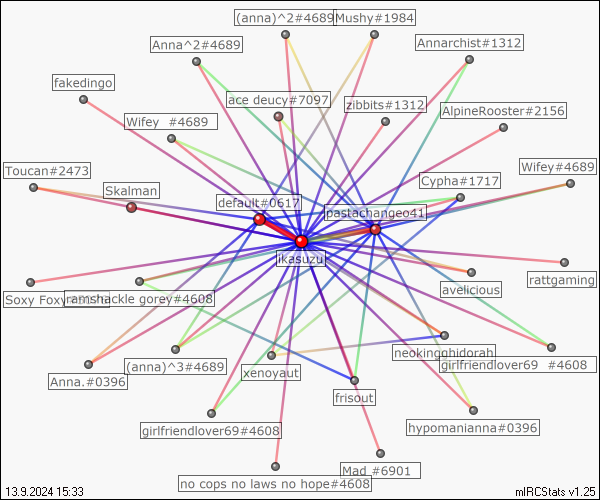 (anna)^2#4689
Mushy#1984
Anna^2#4689
Annarchist#1312
fakedingo
ace deucy#7097
zibbits#1312
AlpineRooster#2156
Wifey #4689
Toucan#2473
Wifey#4689
Skalman
Cypha#1717
default#0617
pastachangeo41
ikasuzu
rattgaming
avelicious
Soxy Foxy
ramshackle gorey#4608
neokingghidorah
(anna)^3#4689
girlfriendlover69 #4608
Anna.#0396
xenoyaut
frisout
girlfriendlover69#4608
hypomanianna#0396
Mad_#6901
no cops no laws no hope#4608
13.9.2024 15:33
mIRCStats v1.25